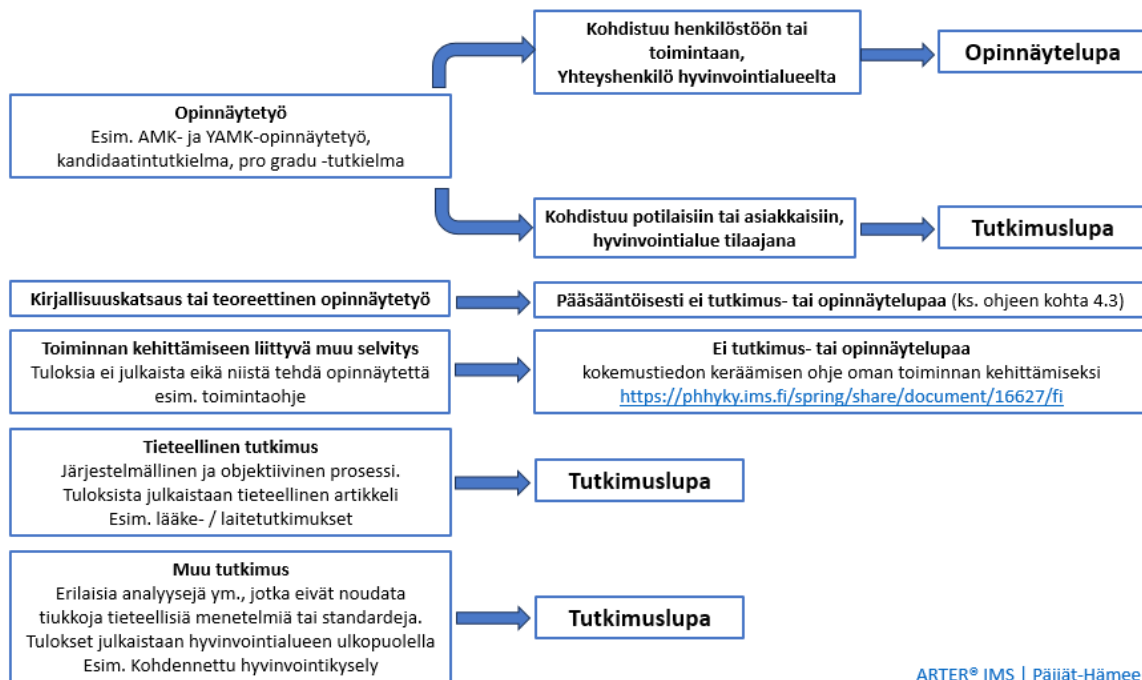 Kohdistuu henkilöstöön tai
toimintaan,
Yhteyshenkilö hyvinvointialueelta
Opinnäytelupa
Opinnäytetyö
Esim. AMK- ja YAMK-opinnäytetyö,
kandidaatintutkielma, pro gradu -tutkielma
Kohdistuu potilaisiin tai asiakkaisiin,
hyvinvointialue tilaajana
Tutkimuslupa
Kirjallisuuskatsaus tai teoreettinen opinnäytetyö
Pääsääntöisesti ei tutkimus- tai opinnäytelupaa (ks. ohjeen kohta 4.3)
Toiminnan kehittämiseen liittyvä muu selvitys
Tuloksia ei julkaista eikä niistä tehdä opinnäytettä
esim. toimintaohje
Ei tutkimus- tai opinnäytelupaa
kokemustiedon keräämisen ohje oman toiminnan kehittämiseksi
https://phhyky.ims.fi/spring/share/document/16627/fi
Tieteellinen tutkimus
Järjestelmällinen ja objektiivinen prosessi.
Tuloksista julkaistaan tieteellinen artikkeli
Esim. lääke- / laitetutkimukset
Tutkimuslupa
Muu tutkimus
Erilaisia analyysejä ym., jotka eivät noudata
tiukkoja tieteellisiä menetelmiä tai standardeja.
Tulokset julkaistaan hyvinvointialueen ulkopuolella
Esim. Kohdennettu hyvinvointikysely
Tutkimuslupa
ARTER® IMS | Päijät-Hämee